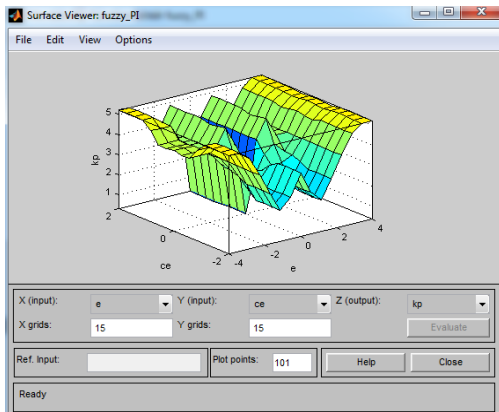 Surface Viewer: fuzzy_PI
File Edit View Options
5
4
3
2
1
kp
2
0
-2
ce
-4
-2
0
2
4
e
X (input): e Y (input): ce Z (output): kp
X grids: 15 Y grids: 15 Evaluate
Ref. Input: Plot points: 101 Help Close
Ready